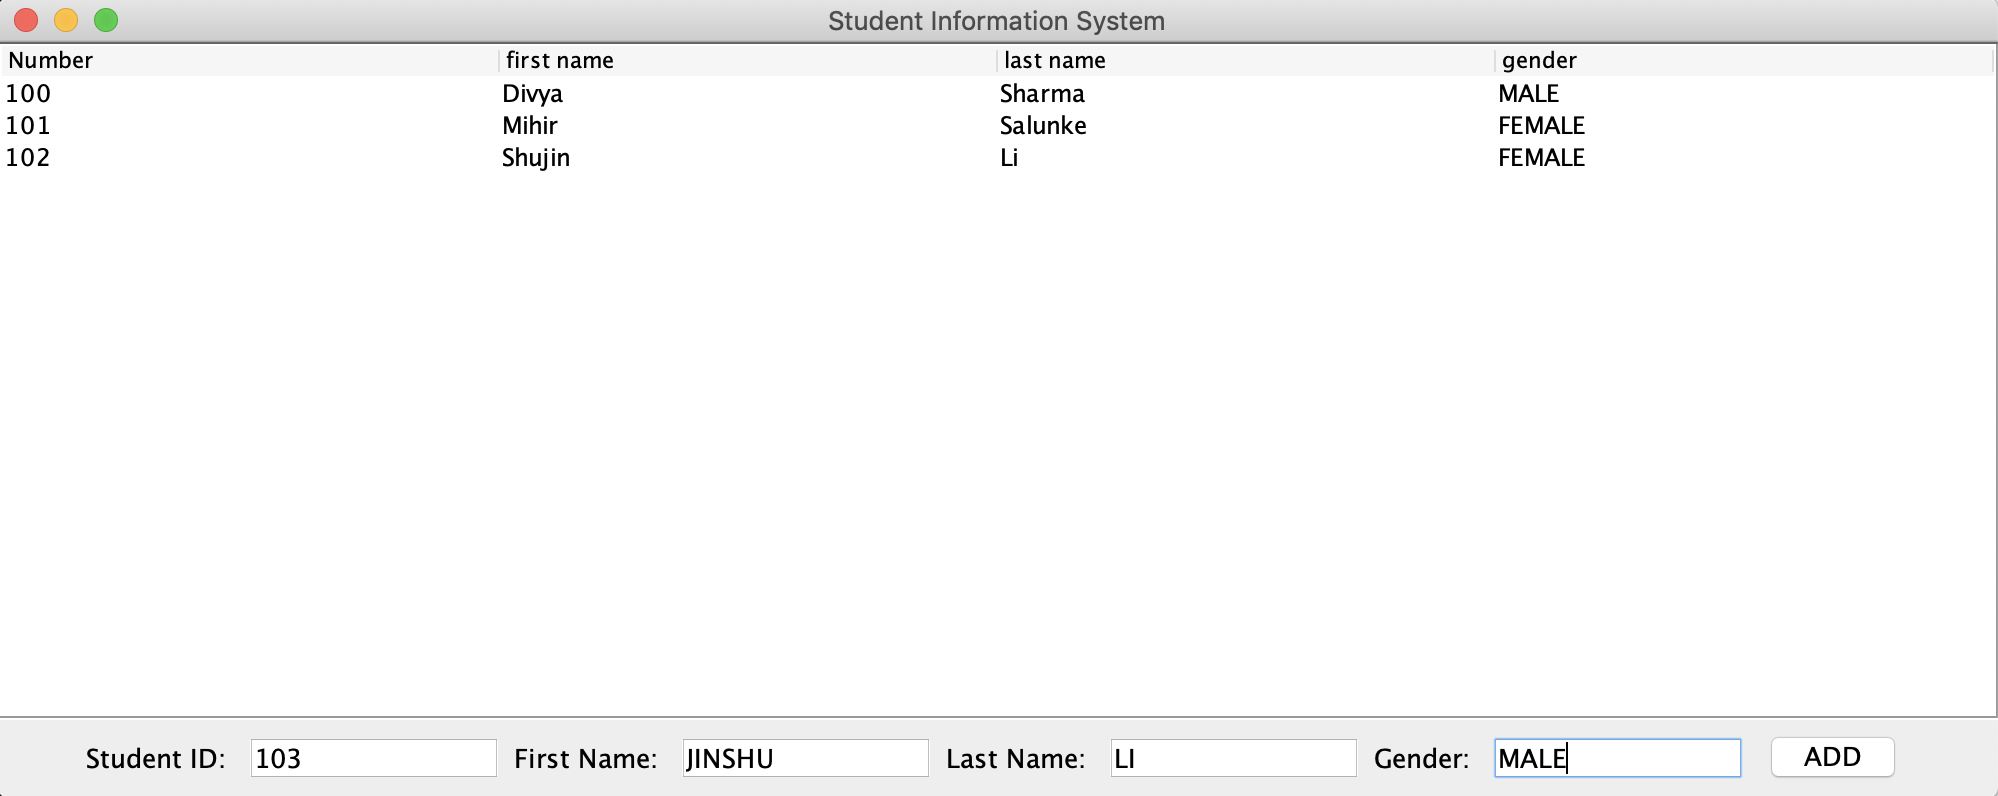 Student Information System
Number first name last name gender
100 Divya Sharma MALE
101 Mihir Salunke FEMALE
102 Shujin Li FEMALE
Student ID: 103 First Name: JINSHU Last Name: LI Gender: MALE ADD